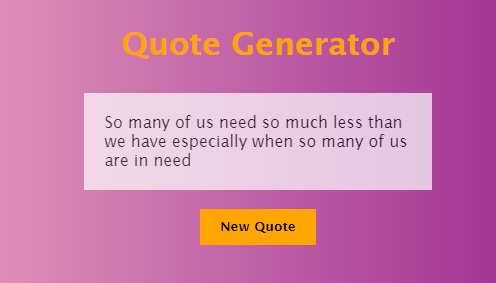 Quote Generator
So many of us need so much less than
we have especially when so many of us
are in need
New Quote